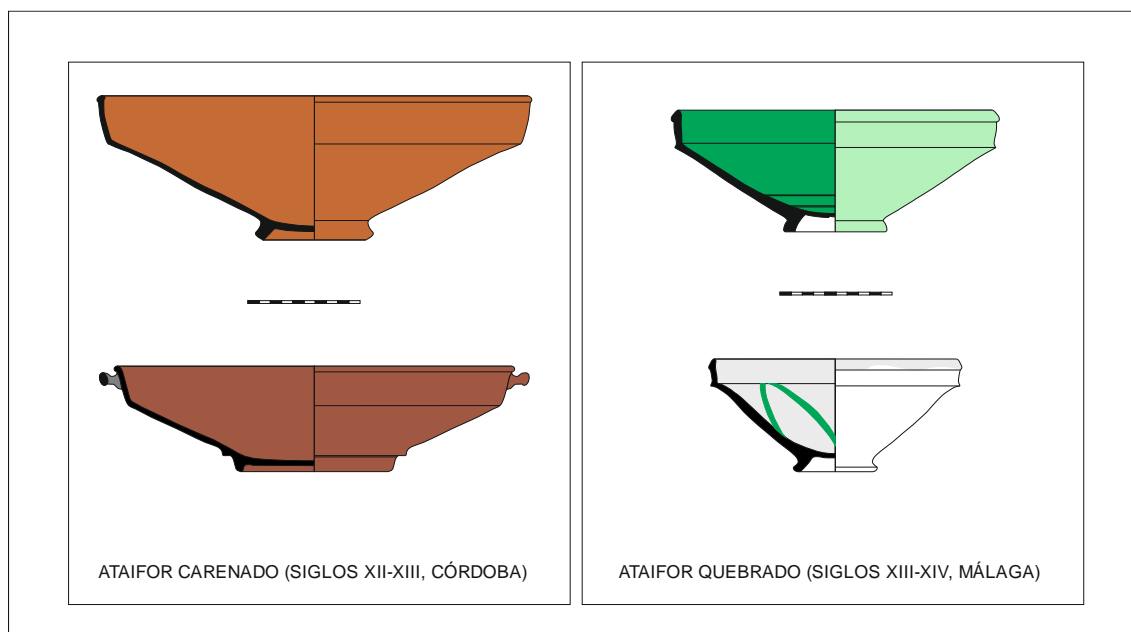 ATAIFOR CARENADO (SIGLOS XII-XIII, CÓRDOBA)
ATAIFOR QUEBRADO (SIGLOS XIII-XIV, MÁLAGA)